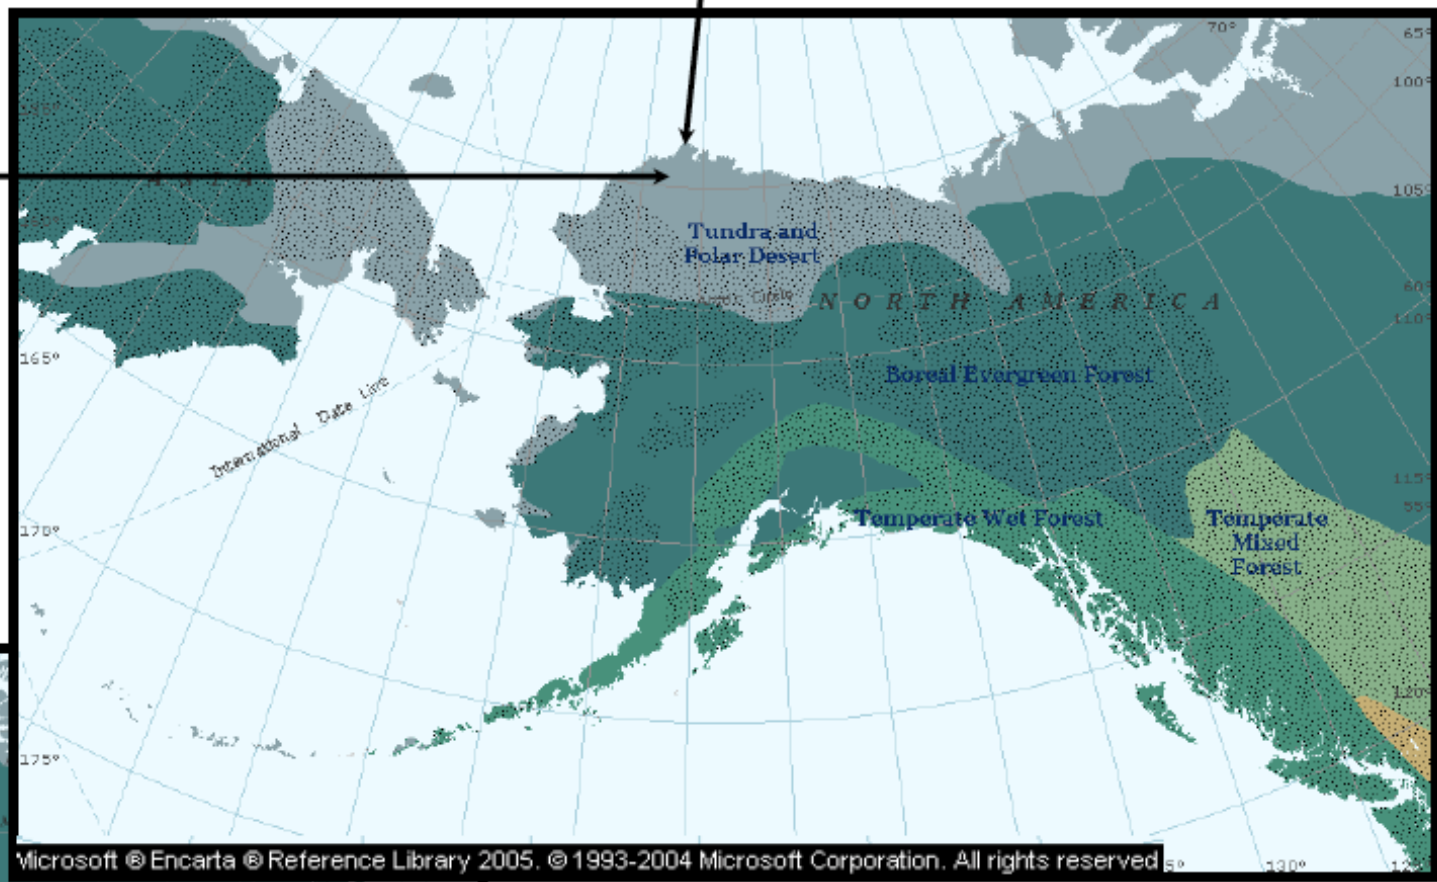 70°
65°
100°
A S I A
105°
Tundra and
Polar Desert
60°
Arctic Circle
NORTH AMERICA
110°
165°
Boreal Evergreen Forest
International Date Line
115°
55°
170°
Temperate Wet Forest
Temperate
Mixed
Forest
120°
175°
Microsoft ® Encarta ® Reference Library 2005. © 1993-2004 Microsoft Corporation. All rights reserved
130°